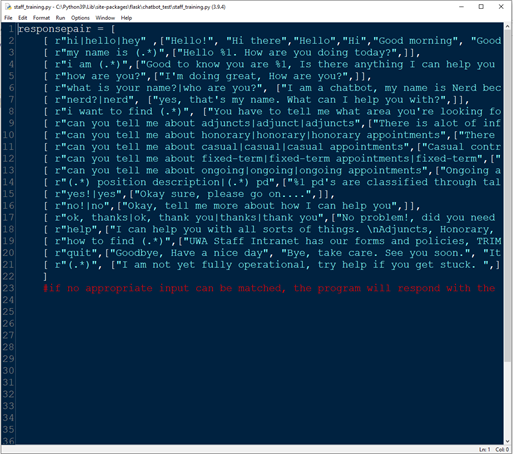 staff_training.py - C:\Python39\Lib\site-packages\flask\chatbot_test\staff_training.py (3.9.4)
File Edit Format Run Options Window Help
1 responsepair = [
2 [ r"hi|hello|hey" ,["Hello!", "Hi there","Hello","Hi","Good morning", "Good
3 [ r"my name is (.*)",["Hello %1. How are you doing today?",]],
4 [ r"i am (.*)",["Good to know you are %1, Is there anything I can help you
5 [ r"how are you?",["I'm doing great, How are you?",]],
6 [ r"what is your name?|who are you?", ["I am a chatbot, my name is Nerd bec
7 [ r"nerd?|nerd", ["yes, that's my name. What can I help you with?",]],
8 [ r"i want to find (.*)", ["You have to tell me what area you're looking fo
9 [ r"can you tell me about adjuncts|adjunct|adjuncts",["There is alot of inf
10 [ r"can you tell me about honorary|honorary|honorary appointments",["There
11 [ r"can you tell me about casual|casual|casual appointments",["Casual contr
12 [ r"can you tell me about fixed-term|fixed-term appointments|fixed-term",["
13 [ r"can you tell me about ongoing|ongoing|ongoing appointments",["Ongoing a
14 [ r"(.*) position description|(.*) pd",["%1 pd's are classified through tal
15 [ r"yes!|yes",["Okay sure, please go on....",]],
16 [ r"no!|no",["Okay, tell me more about how I can help you",]],
17 [ r"ok, thanks|ok, thank you|thanks|thank you",["No problem!, did you need
18 [ r"help",["I can help you with all sorts of things. \nAdjuncts, Honorary,
19 [ r"how to find (.*)",["UWA Staff Intranet has our forms and policies, TRIM
20 [ r"quit",["Goodbye, Have a nice day", "Bye, take care. See you soon.", "It
21 [ r"(.*)", ["I am not yet fully operational, try help if you get stuck. ",]
22 ]
23 #if no appropriate input can be matched, the program will respond with the
24
25
26
27
28
29
30
31
32
33
34
35
36
Ln: 1 Col: 0